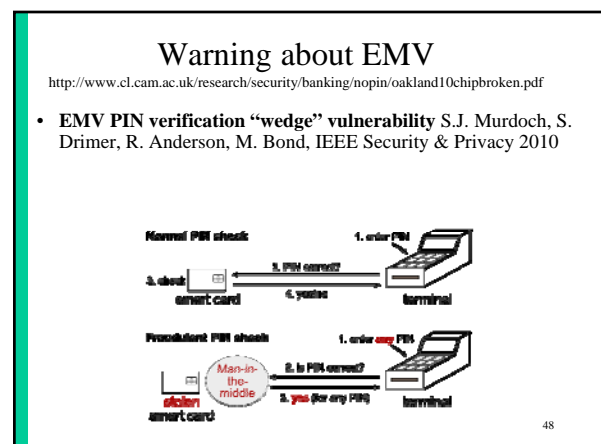 Warning about EMV
http://www.cl.cam.ac.uk/research/security/banking/nopin/oakland10chipbroken.pdf
• EMV PIN verification “wedge” vulnerability S.J. Murdoch, S.
Drimer, R. Anderson, M. Bond, IEEE Security & Privacy 2010
Normal PIN check
1. enter PIN
2. PIN correct?
3. check
4. yes/no
smart card
terminal
Fraudulent PIN check
1. enter any PIN
Man-in-
the-
middle
2. is PIN correct?
3. yes (for any PIN)
stolen
smart card
terminal
48